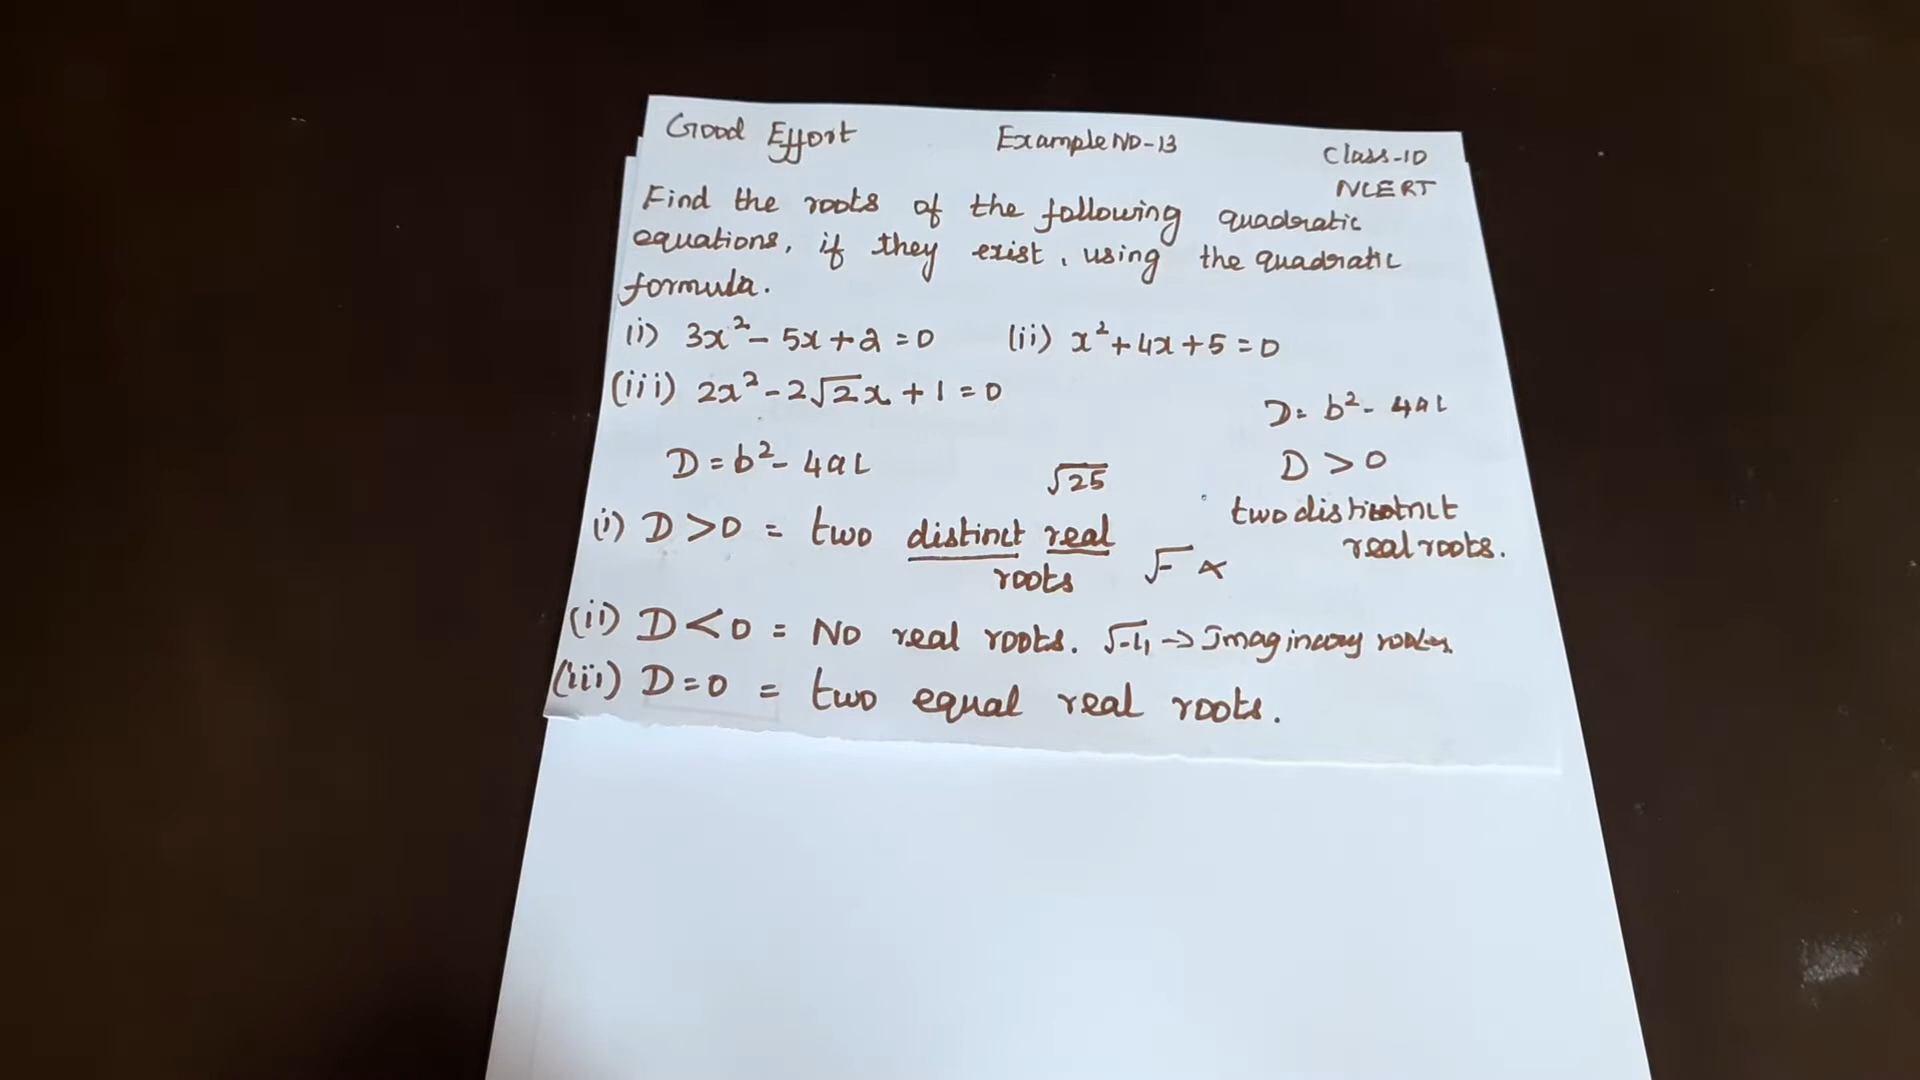 Good Effort Example NO-13 Class-10
NCERT
Find the roots of the following quadratic
equations, if they exist, using the quadratic
formula.
(i) 3x² - 5x + 2 = 0 (ii) x² + 4x + 5 = 0
(iii) 2x² - 2√2x + 1 = 0
D = b² - 4ac
D = b² - 4ac
D > 0
√25
two distinct
real roots.
(i) D > 0 = two distinct real
roots √- ×
(ii) D < 0 = No real roots. √-4 → Imaginary roots.
(iii) D = 0 = two equal real roots.